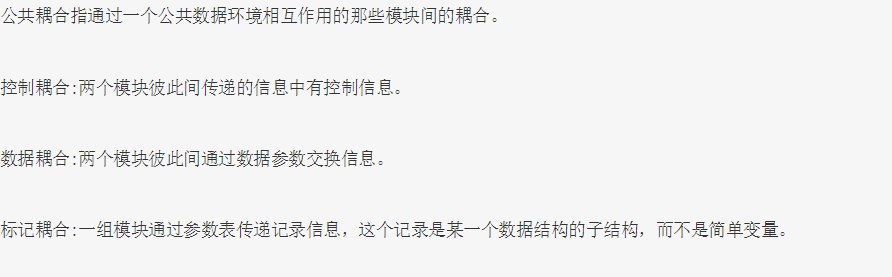 公共耦合指通过一个公共数据环境相互作用的那些模块间的耦合。
控制耦合:两个模块彼此间传递的信息中有控制信息。
数据耦合:两个模块彼此间通过数据参数交换信息。
标记耦合:一组模块通过参数表传递记录信息，这个记录是某一个数据结构的子结构，而不是简单变量。